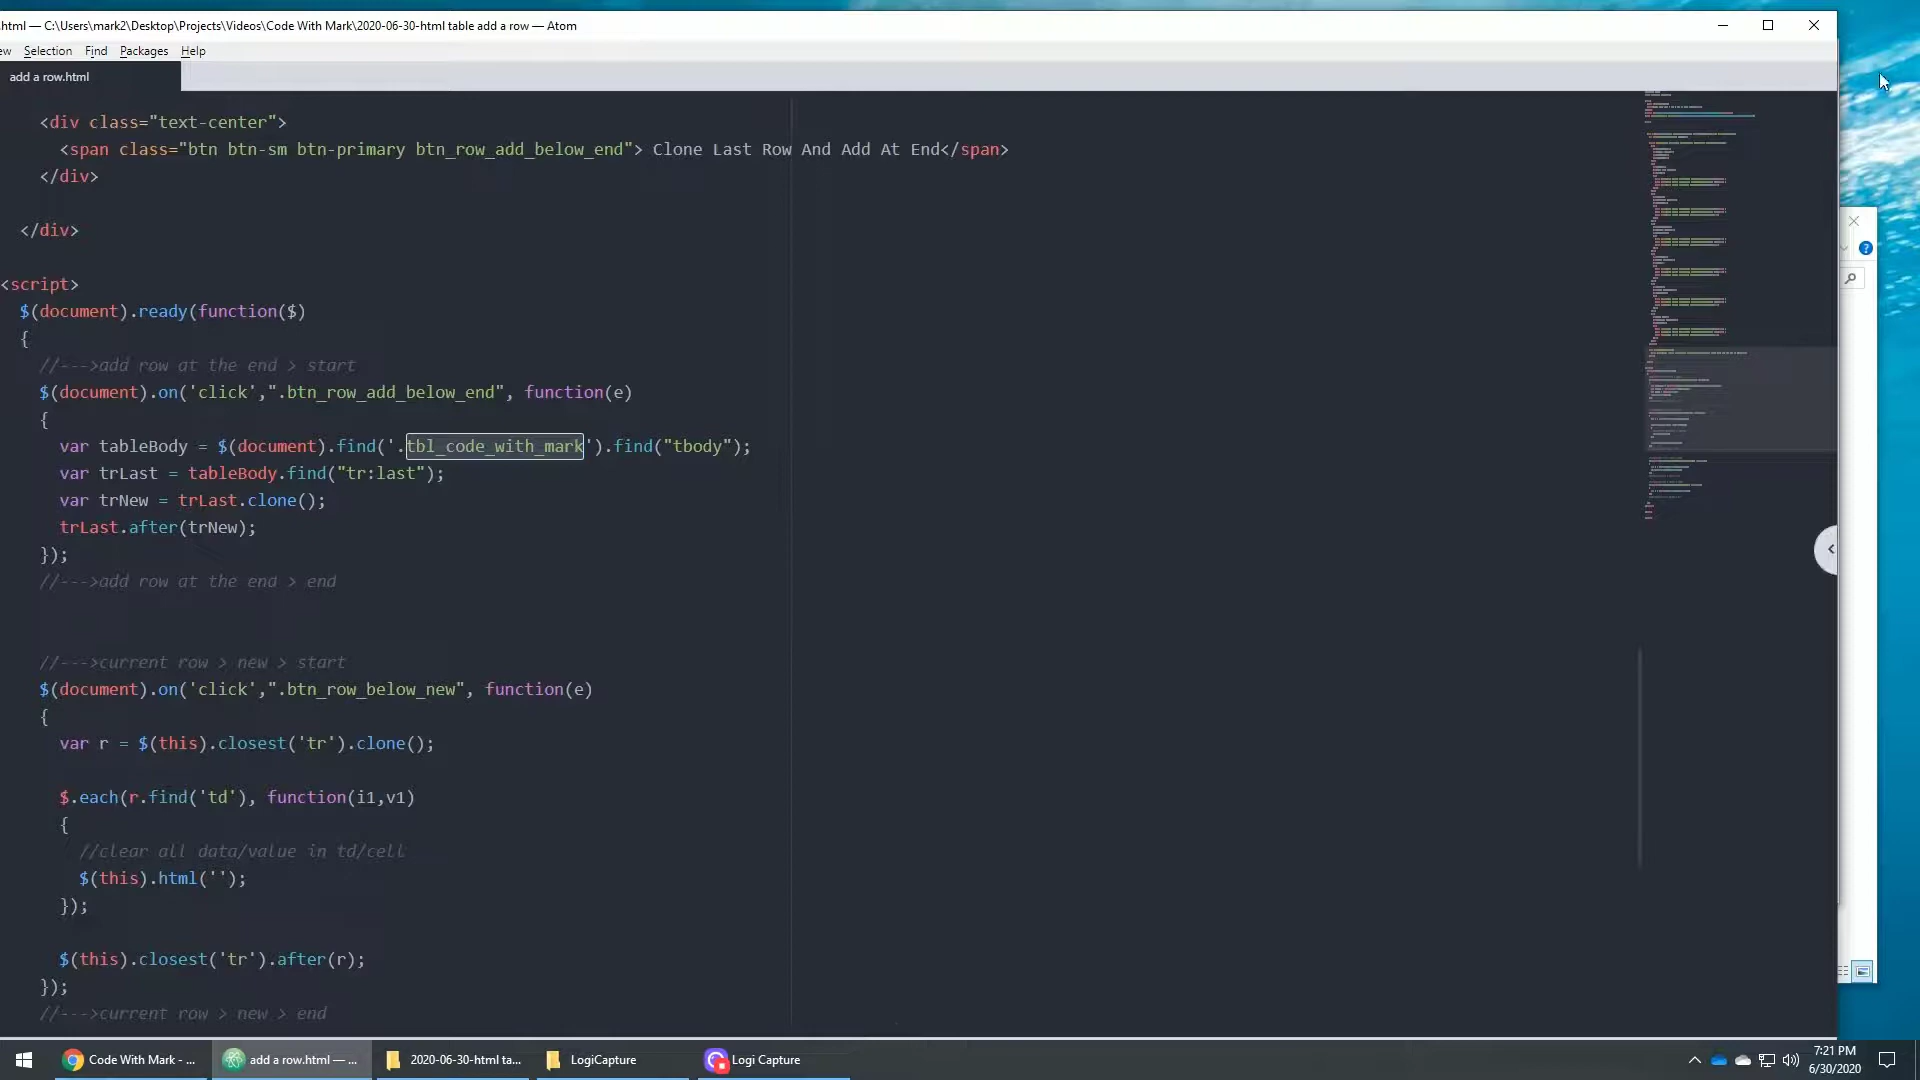 .html — C:\Users\mark2\Desktop\Projects\Videos\Code With Mark\2020-06-30-html table add a row — Atom
ew Selection Find Packages Help
add a row.html
<div class="text-center">
<span class="btn btn-sm btn-primary btn_row_add_below_end"> Clone Last Row And Add At End</span>
</div>
</div>
<script>
$(document).ready(function($)
{
//--->add row at the end > start
$(document).on('click',".btn_row_add_below_end", function(e)
{
var tableBody = $(document).find('.tbl_code_with_mark').find("tbody");
var trLast = tableBody.find("tr:last");
var trNew = trLast.clone();
trLast.after(trNew);
});
//--->add row at the end > end
//--->current row > new > start
$(document).on('click',".btn_row_below_new", function(e)
{
var r = $(this).closest('tr').clone();
$.each(r.find('td'), function(i1,v1)
{
//clear all data/value in td/cell
$(this).html('');
});
$(this).closest('tr').after(r);
});
//--->current row > new > end
Code With Mark - ...
add a row.html — ...
2020-06-30-html ta...
LogiCapture
Logi Capture
7:21 PM
6/30/2020